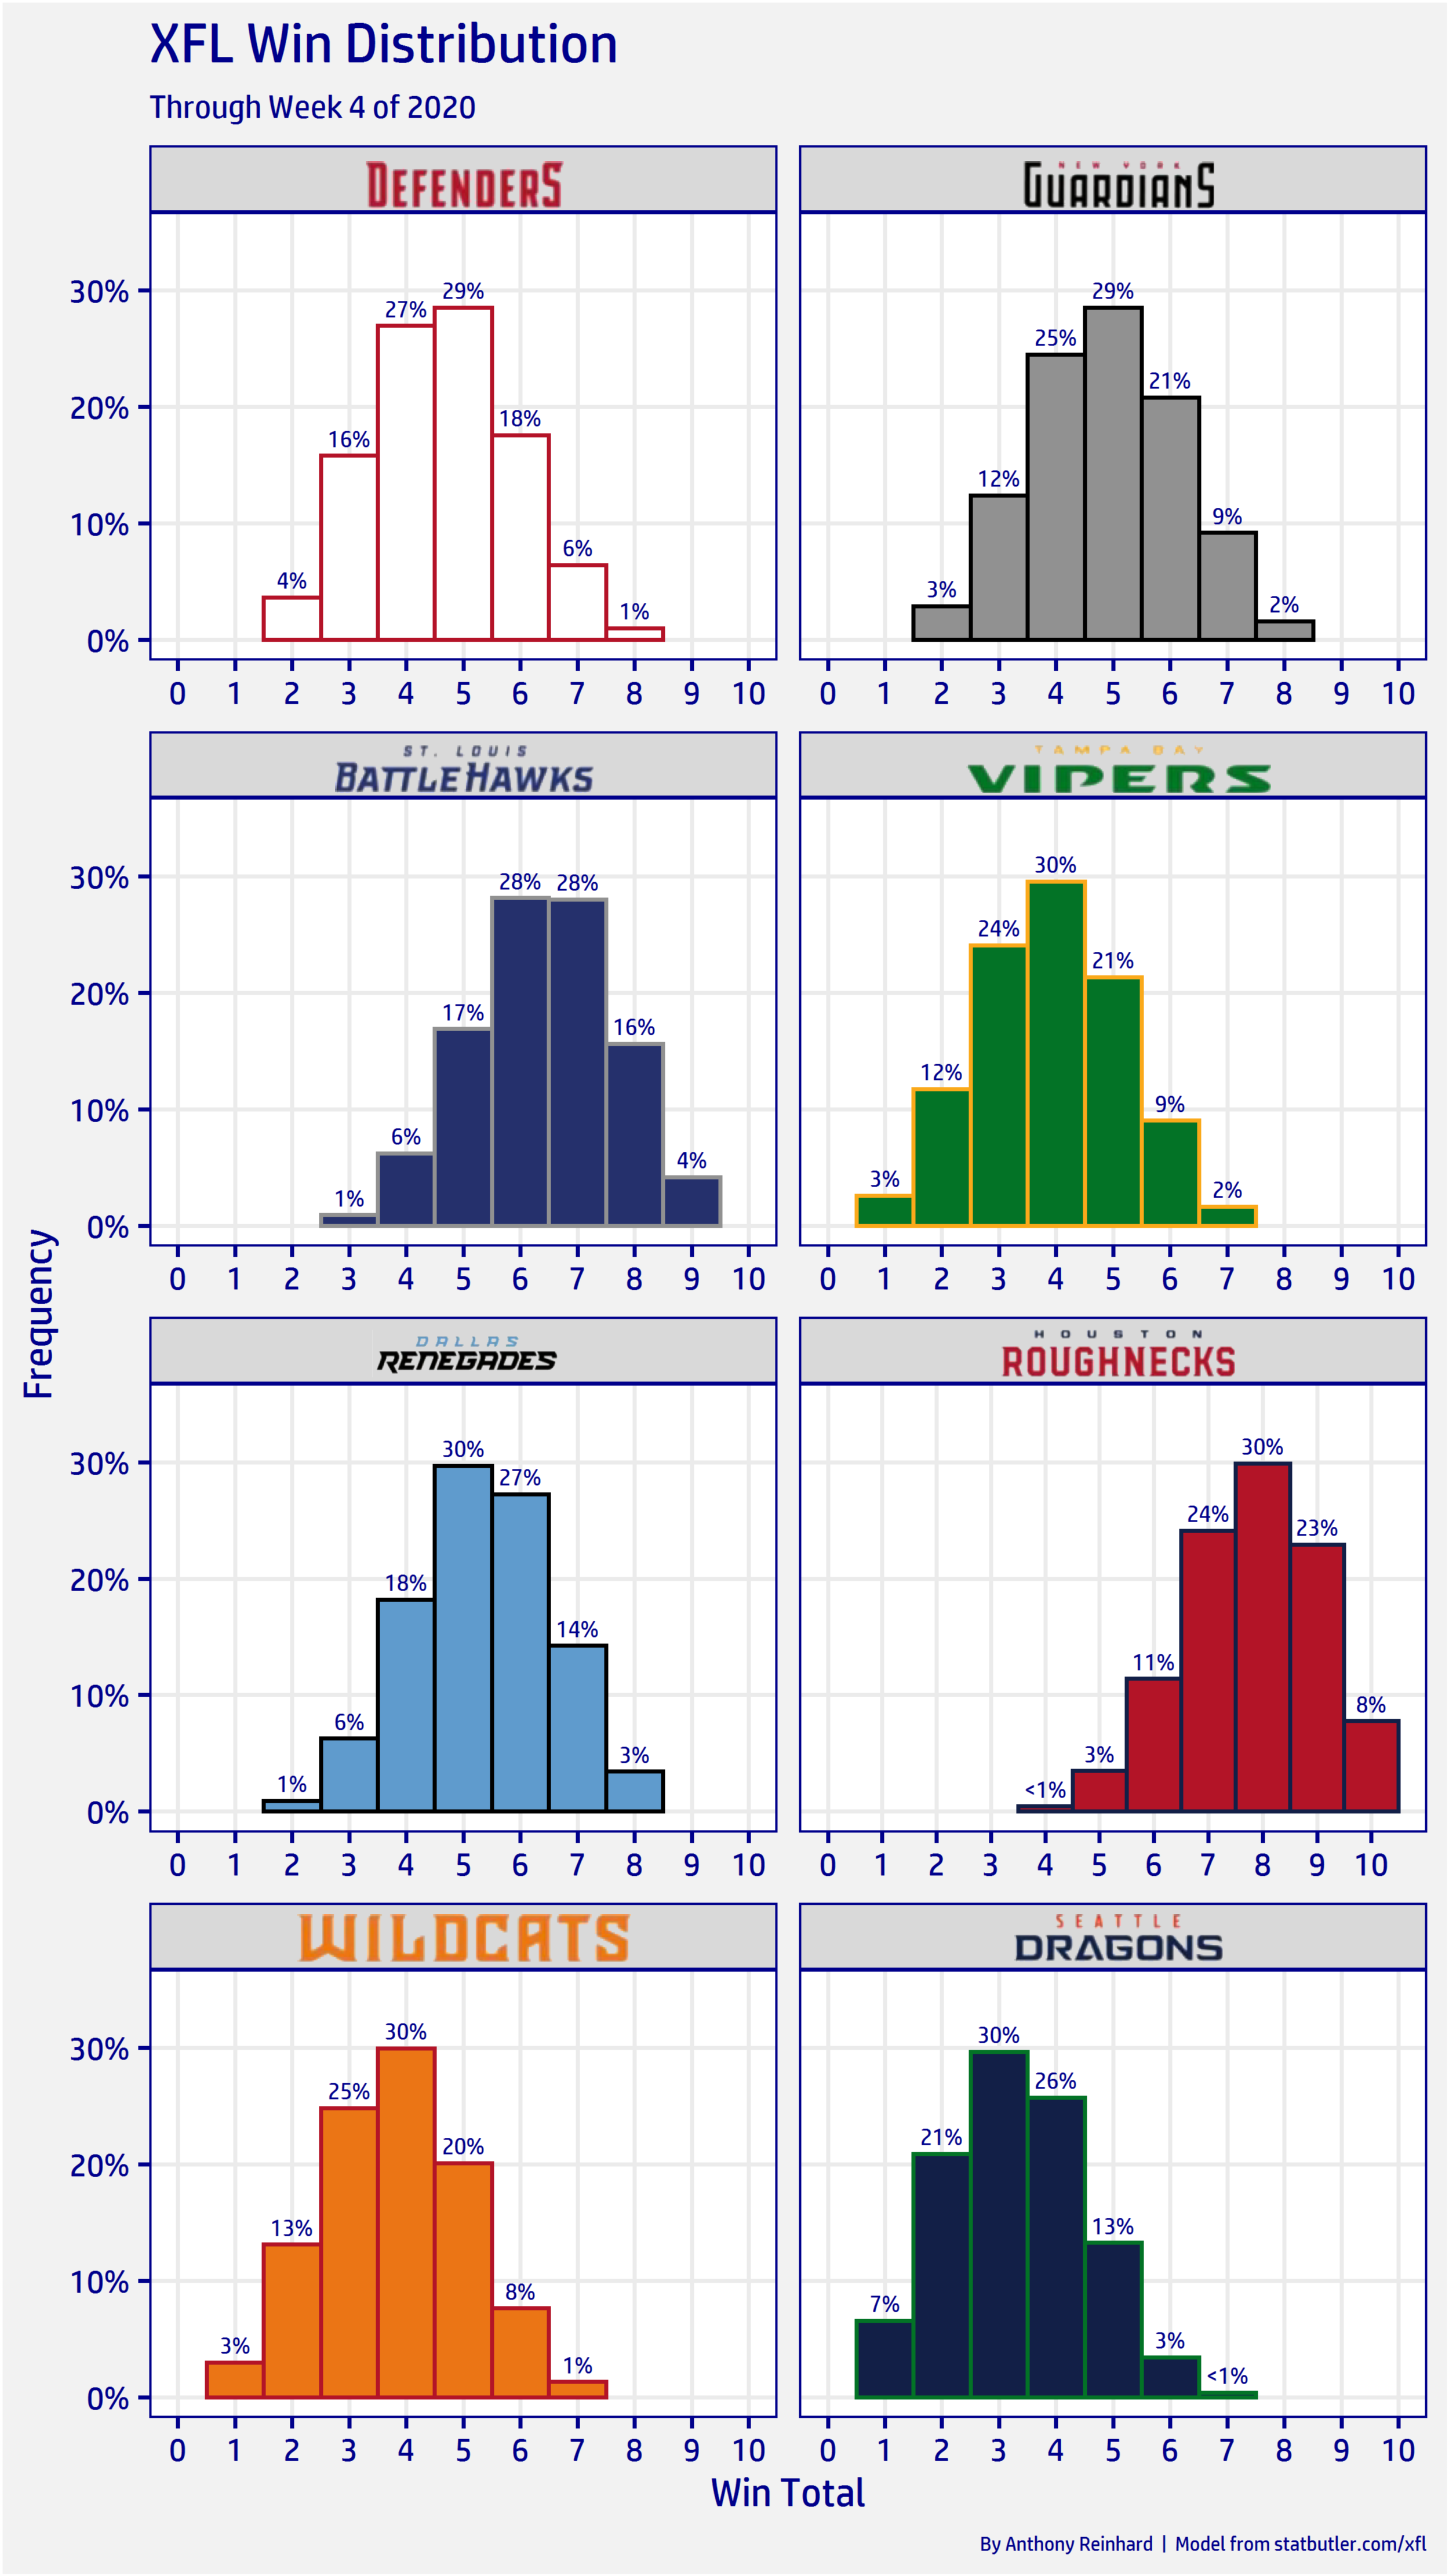 XFL Win Distribution
Through Week 4 of 2020
DEFENDERS
29%
27%
18%
16%
6%
4%
1%
30%
20%
10%
0%
0 1 2 3 4 5 6 7 8 9 10
NEW YORK
GUARDIANS
29%
25%
21%
12%
9%
3%
2%
0 1 2 3 4 5 6 7 8 9 10
ST. LOUIS
BATTLEHAWKS
28% 28%
17%
16%
6%
4%
1%
30%
20%
10%
0%
0 1 2 3 4 5 6 7 8 9 10
TAMPA BAY
VIPERS
30%
24%
21%
12%
9%
3%
2%
0 1 2 3 4 5 6 7 8 9 10
Frequency
DALLAS
RENEGADES
30%
27%
18%
14%
6%
3%
1%
30%
20%
10%
0%
0 1 2 3 4 5 6 7 8 9 10
HOUSTON
ROUGHNECKS
30%
24%
23%
11%
8%
3%
<1%
0 1 2 3 4 5 6 7 8 9 10
WILDCATS
30%
25%
20%
13%
8%
3%
1%
30%
20%
10%
0%
0 1 2 3 4 5 6 7 8 9 10
SEATTLE
DRAGONS
30%
26%
21%
13%
7%
3%
<1%
0 1 2 3 4 5 6 7 8 9 10
Win Total
By Anthony Reinhard | Model from statbutler.com/xfl